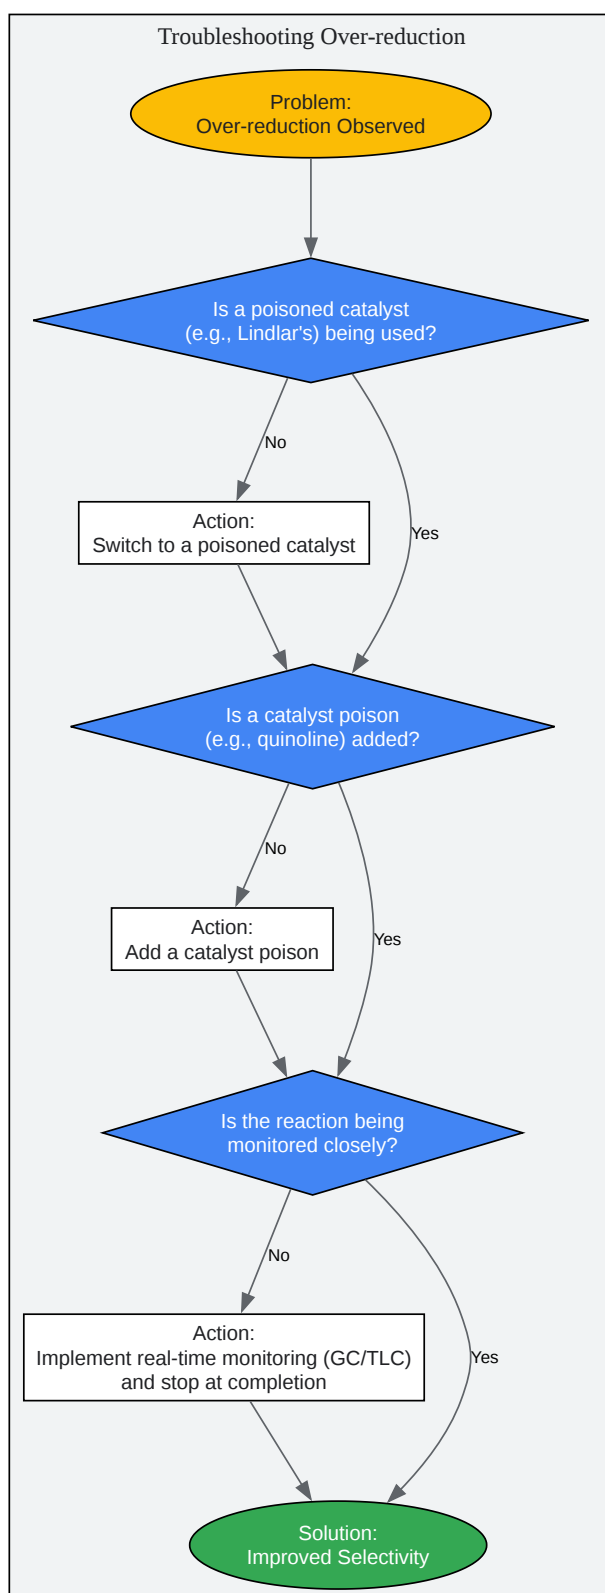 Troubleshooting Over-reduction
Problem:
Over-reduction Observed
Is a poisoned catalyst
(e.g., Lindlar's) being used?
No
Yes
Action:
Switch to a poisoned catalyst
Is a catalyst poison
(e.g., quinoline) added?
No
Yes
Action:
Add a catalyst poison
Is the reaction being
monitored closely?
No
Yes
Action:
Implement real-time monitoring (GC/TLC)
and stop at completion
Solution:
Improved Selectivity